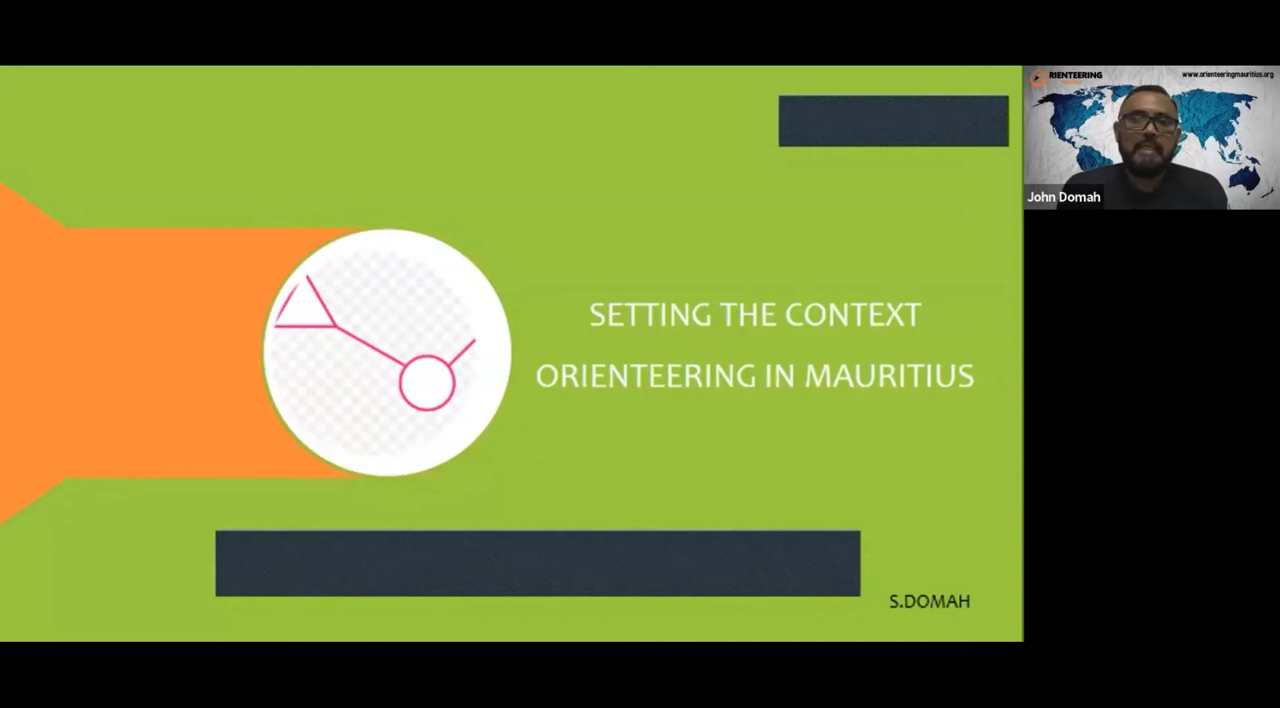 SETTING THE CONTEXT
ORIENTEERING IN MAURITIUS
S.DOMAH
RIENTEERING
www.orienteeringmauritius.org
John Domah